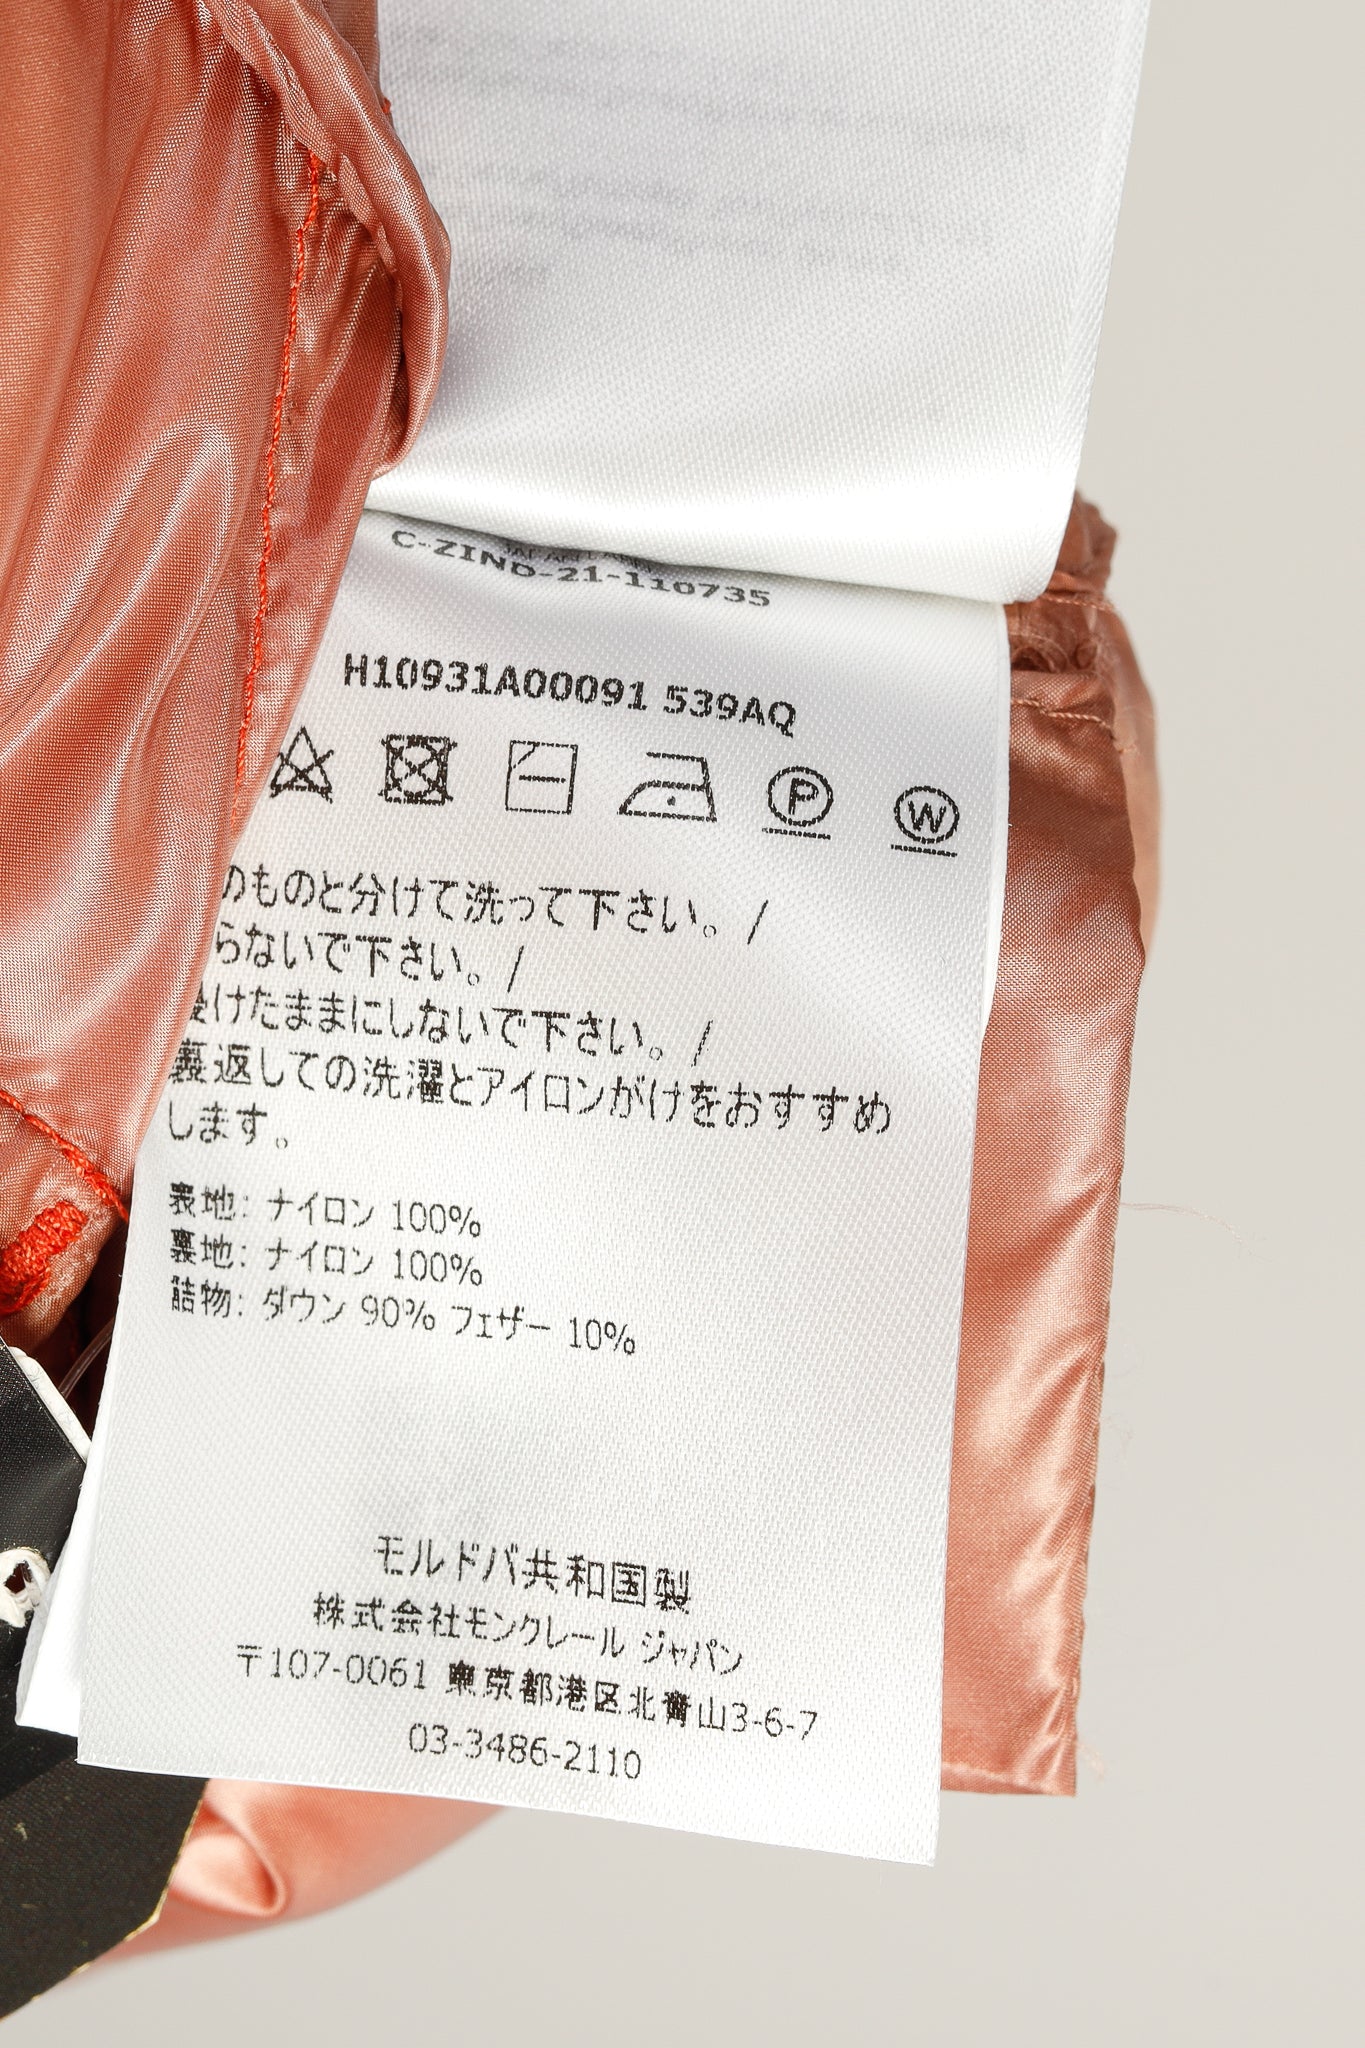 C-ZIND-21-110735
H10931A00091 539AQ
P W
のものと分けて洗って下さい。/
らないで下さい。/
けたままにしないで下さい。/
裏返しての洗濯とアイロンがけをおすすめ
します。
表地: ナイロン 100%
裏地: ナイロン 100%
詰物: ダウン 90% フェザー 10%
モルドバ共和国製
株式会社モンクレール ジャパン
〒107-0061 東京都港区北青山3-6-7
03-3486-2110